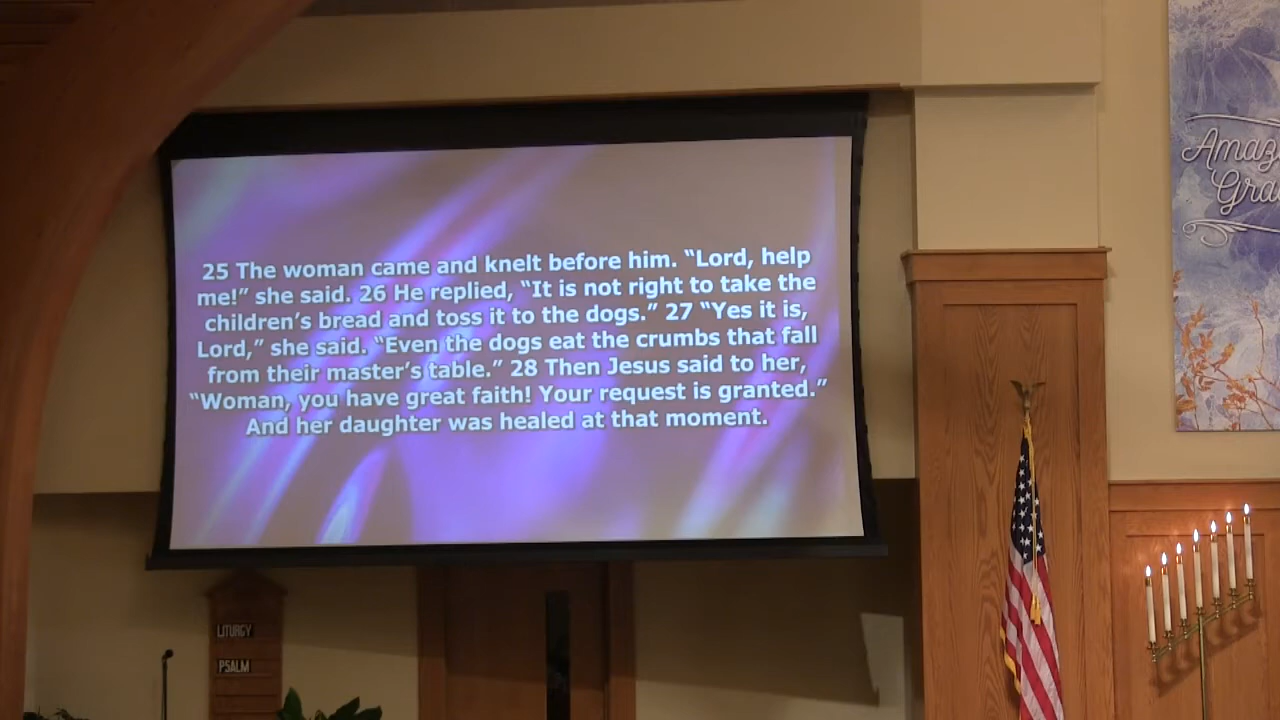 25 The woman came and knelt before him. “Lord, help
me!” she said. 26 He replied, “It is not right to take the
children’s bread and toss it to the dogs.” 27 “Yes it is,
Lord,” she said. “Even the dogs eat the crumbs that fall
from their master’s table.” 28 Then Jesus said to her,
“Woman, you have great faith! Your request is granted.”
And her daughter was healed at that moment.
Amaz
Gra
LITURGY
PSALM